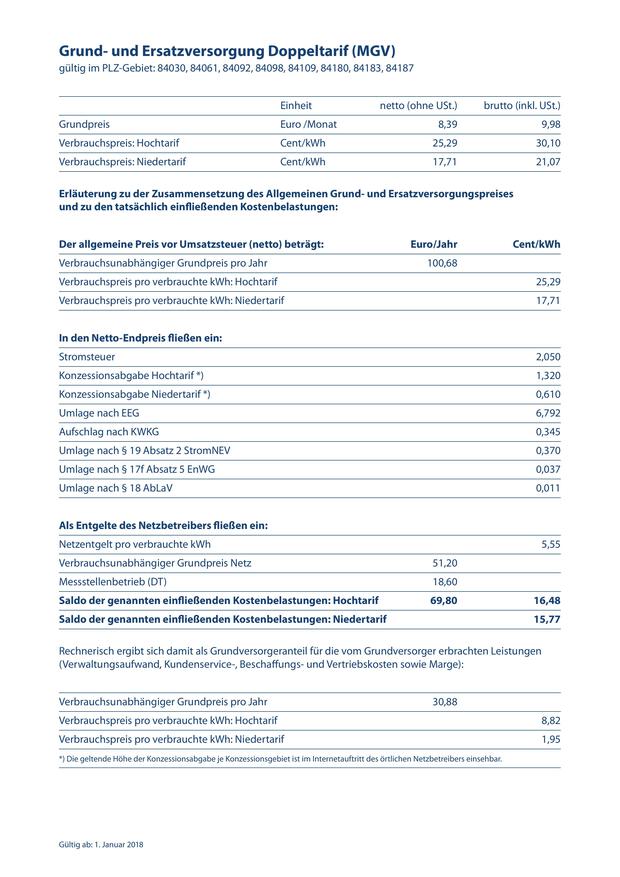 Grund- und Ersatzversorgung Doppeltarif (MGV)
gültig im PLZ-Gebiet: 84030, 84061, 84092, 84098, 84109, 84180, 84183, 84187
Einheit netto (ohne USt.) brutto (inkl. USt.)
Grundpreis Euro /Monat 8,39 9,98
Verbrauchspreis: Hochtarif Cent/kWh 25,29 30,10
Verbrauchspreis: Niedertarif Cent/kWh 17,71 21,07
Erläuterung zu der Zusammensetzung des Allgemeinen Grund- und Ersatzversorgungspreises
und zu den tatsächlich einfließenden Kostenbelastungen:
Der allgemeine Preis vor Umsatzsteuer (netto) beträgt: Euro/Jahr Cent/kWh
Verbrauchsunabhängiger Grundpreis pro Jahr 100,68
Verbrauchspreis pro verbrauchte kWh: Hochtarif 25,29
Verbrauchspreis pro verbrauchte kWh: Niedertarif 17,71
In den Netto-Endpreis fließen ein:
Stromsteuer 2,050
Konzessionsabgabe Hochtarif *) 1,320
Konzessionsabgabe Niedertarif *) 0,610
Umlage nach EEG 6,792
Aufschlag nach KWKG 0,345
Umlage nach § 19 Absatz 2 StromNEV 0,370
Umlage nach § 17f Absatz 5 EnWG 0,037
Umlage nach § 18 AbLaV 0,011
Als Entgelte des Netzbetreibers fließen ein:
Netzentgelt pro verbrauchte kWh 5,55
Verbrauchsunabhängiger Grundpreis Netz 51,20
Messstellenbetrieb (DT) 18,60
Saldo der genannten einfließenden Kostenbelastungen: Hochtarif 69,80 16,48
Saldo der genannten einfließenden Kostenbelastungen: Niedertarif 15,77
Rechnerisch ergibt sich damit als Grundversorgeranteil für die vom Grundversorger erbrachten Leistungen
(Verwaltungsaufwand, Kundenservice-, Beschaffungs- und Vertriebskosten sowie Marge):
Verbrauchsunabhängiger Grundpreis pro Jahr 30,88
Verbrauchspreis pro verbrauchte kWh: Hochtarif 8,82
Verbrauchspreis pro verbrauchte kWh: Niedertarif 1,95
*) Die geltende Höhe der Konzessionsabgabe je Konzessionsgebiet ist im Internetauftritt des örtlichen Netzbetreibers einsehbar.
Gültig ab: 1. Januar 2018